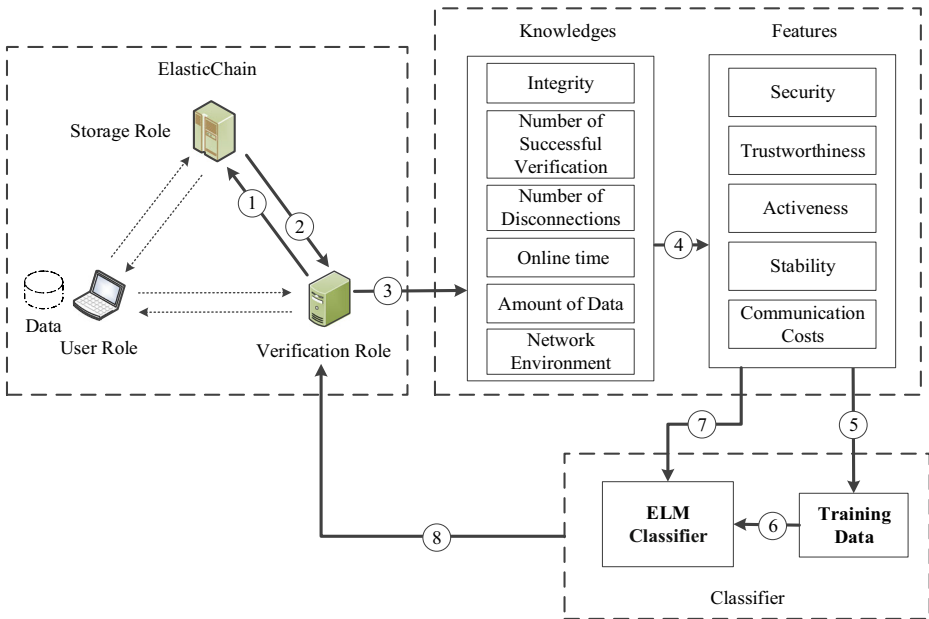 ElasticChain
Storage Role
1
2
Data
User Role
Verification Role
3
Knowledges
Integrity
Number of
Successful
Verification
Number of
Disconnections
Online time
Amount of Data
Network
Environment
4
Features
Security
Trustworthiness
Activeness
Stability
Communication
Costs
7
5
8
ELM
Classifier
6
Training
Data
Classifier